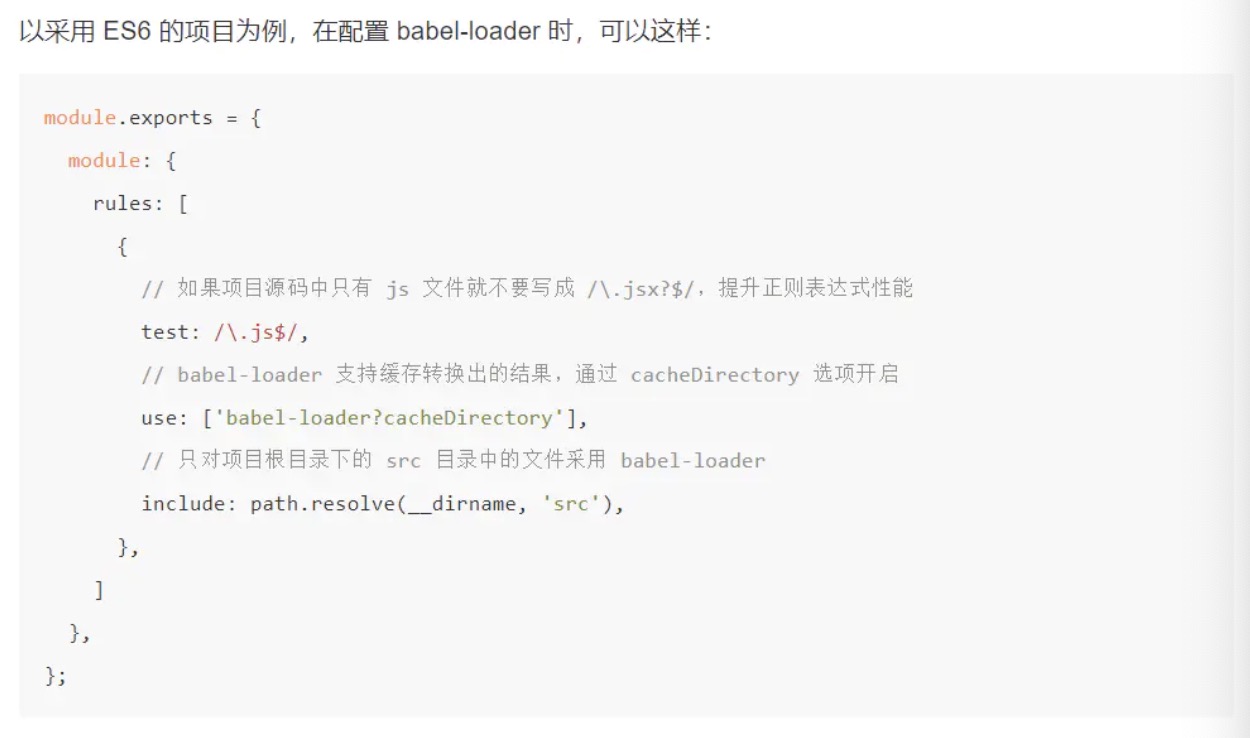 以采用 ES6 的项目为例，在配置 babel-loader 时，可以这样：
module.exports = {
  module: {
    rules: [
      {
        // 如果项目源码中只有 js 文件就不要写成 /\.jsx?$/，提升正则表达式性能
        test: /\.js$/,
        // babel-loader 支持缓存转换出的结果，通过 cacheDirectory 选项开启
        use: ['babel-loader?cacheDirectory'],
        // 只对项目根目录下的 src 目录中的文件采用 babel-loader
        include: path.resolve(__dirname, 'src'),
      },
    ]
  },
};